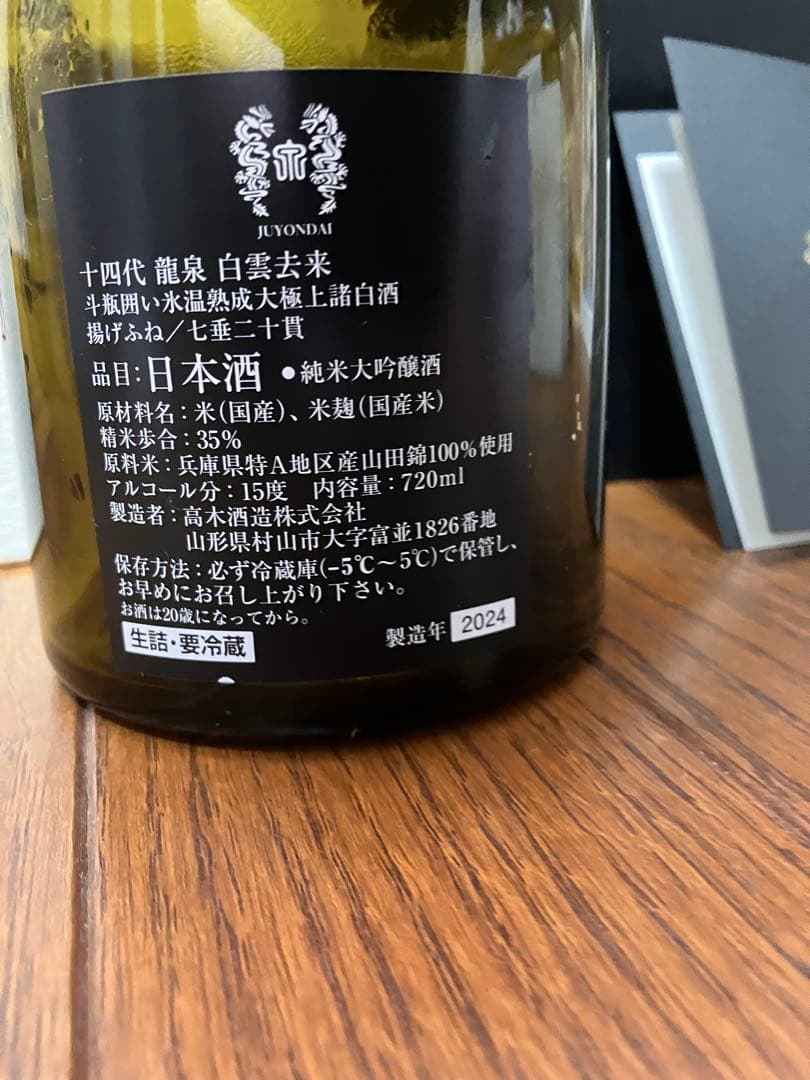 JUYONDAI
十四代 龍泉 白雲去来
斗瓶囲い氷温熟成大極上諸白酒
揚げふね／七垂二十貫
品目：日本酒 ●純米大吟醸酒
原材料名：米(国産)、米麹(国産米)
精米歩合：35%
原料米：兵庫県特A地区産山田錦100%使用
アルコール分：15度 内容量：720ml
製造者：高木酒造株式会社
山形県村山市大字富並1826番地
保存方法：必ず冷蔵庫(−5℃〜5℃)で保管し、
お早めにお召し上がり下さい。
お酒は20歳になってから。
生詰・要冷蔵 製造年 2024